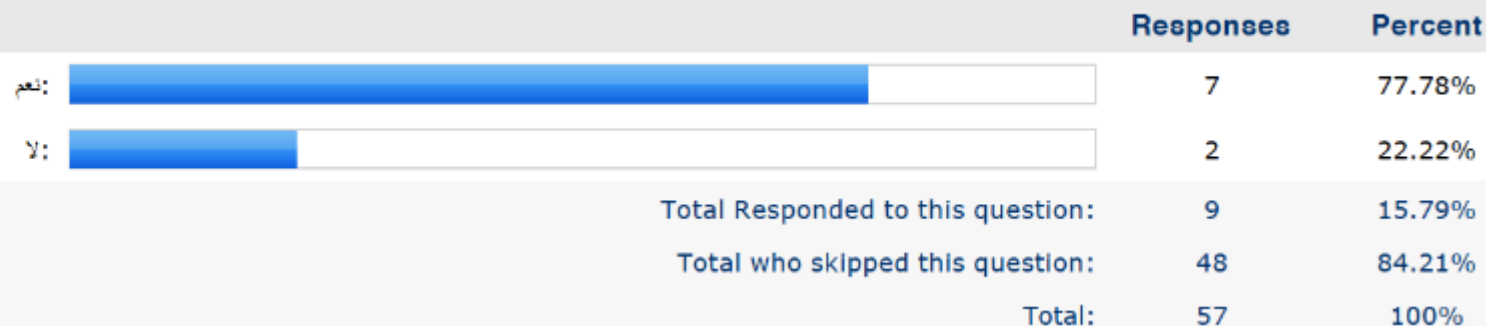 Responses Percent
نعم: 7 77.78%
لا: 2 22.22%
Total Responded to this question: 9 15.79%
Total who skipped this question: 48 84.21%
Total: 57 100%